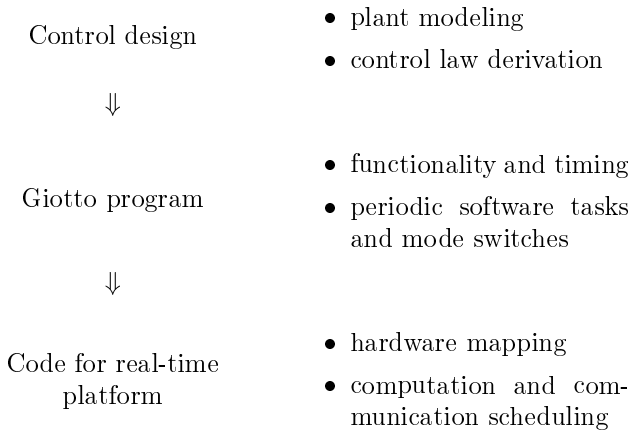 Control design
• plant modeling
• control law derivation
⇓
Giotto program
• functionality and timing
• periodic software tasks
and mode switches
⇓
Code for real-time
platform
• hardware mapping
• computation and com-
munication scheduling